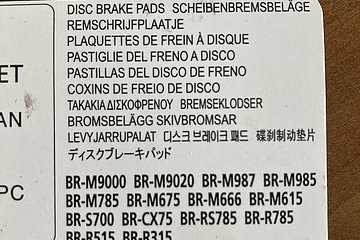 DISC BRAKE PADS SCHEIBENBREMSBELÄGE
REMSCHRIJFPLAATJE
PLAQUETTES DE FREIN À DISQUE
PASTIGLIE DEL FRENO A DISCO
PASTILLAS DEL DISCO DE FRENO
COXINS DE FREIO DE DISCO
ΤΑΚΑΚΙΑ ΔΙΣΚΟΦΡΕΝΟΥ BREMSEKLODSER
BROMSBELÄGG SKIVBROMSAR
LEVYJARRUPALAT 디스크 브레이크 패드 碟刹制动垫片
ディスクブレーキパッド
ET
AN
PC
BR-M9000 BR-M9020 BR-M987 BR-M985
BR-M785 BR-M675 BR-M666 BR-M615
BR-S700 BR-CX75 BR-RS785 BR-R785
BR-R515 BR-R315